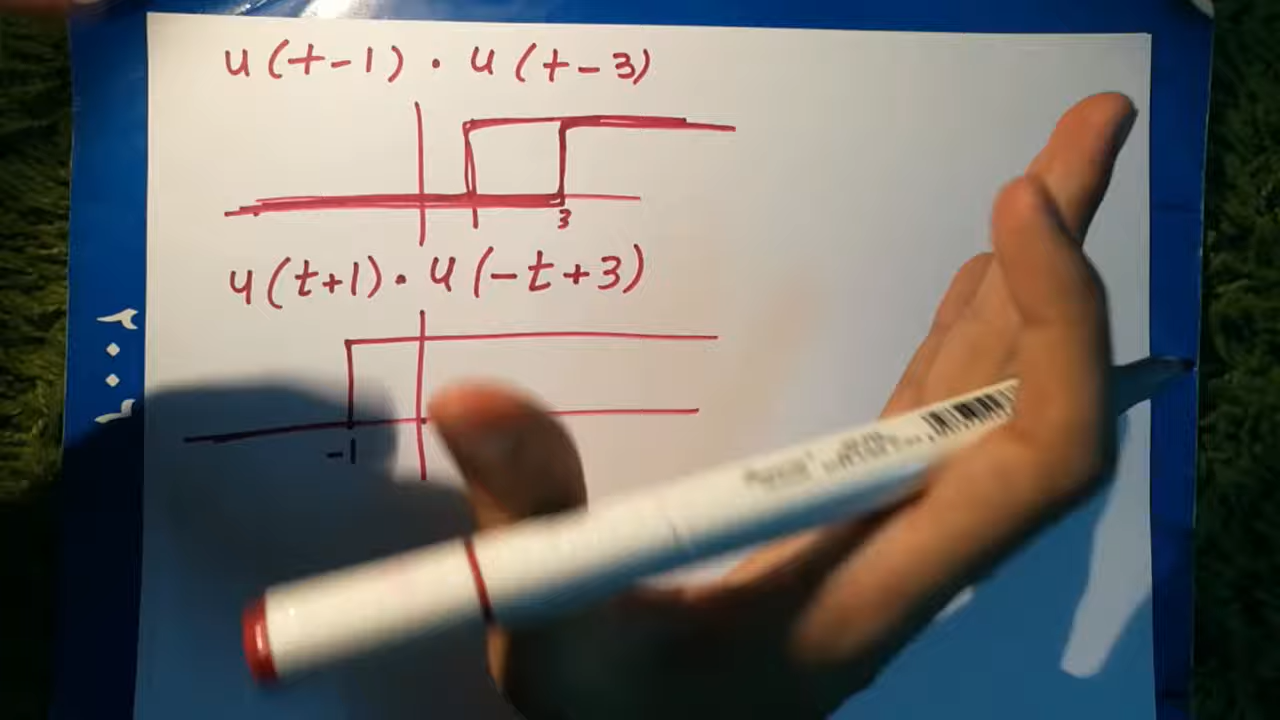 u(t-1) · u(t-3)
3
u(t+1) · u(-t+3)
-1